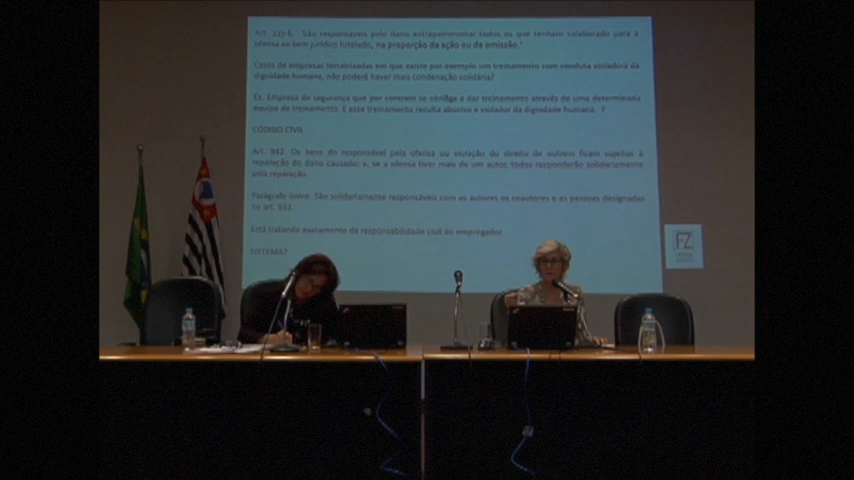 Art. 223-E. São responsáveis pelo dano extrapatrimonial todos os que tenham colaborado para a
ofensa ao bem jurídico tutelado, na proporção da ação ou da omissão."
Casos de empresas terceirizadas em que existe por exemplo um treinamento com conduta violadora da
dignidade humana, não poderá haver mais condenação solidária?
Ex. Empresa de segurança que por contrato se obriga a dar treinamento através de uma determinada
equipe de treinamento. E esse treinamento resulta abusivo e violador da dignidade humana. ?
CÓDIGO CIVIL
Art. 942. Os bens do responsável pela ofensa ou violação do direito de outrem ficam sujeitos à
reparação do dano causado; e, se a ofensa tiver mais de um autor, todos responderão solidariamente
pela reparação.
Parágrafo único. São solidariamente responsáveis com os autores os coautores e as pessoas designadas
no art. 932.
Está tratando exatamente da responsabilidade civil do empregador
SISTEMA?
FZ